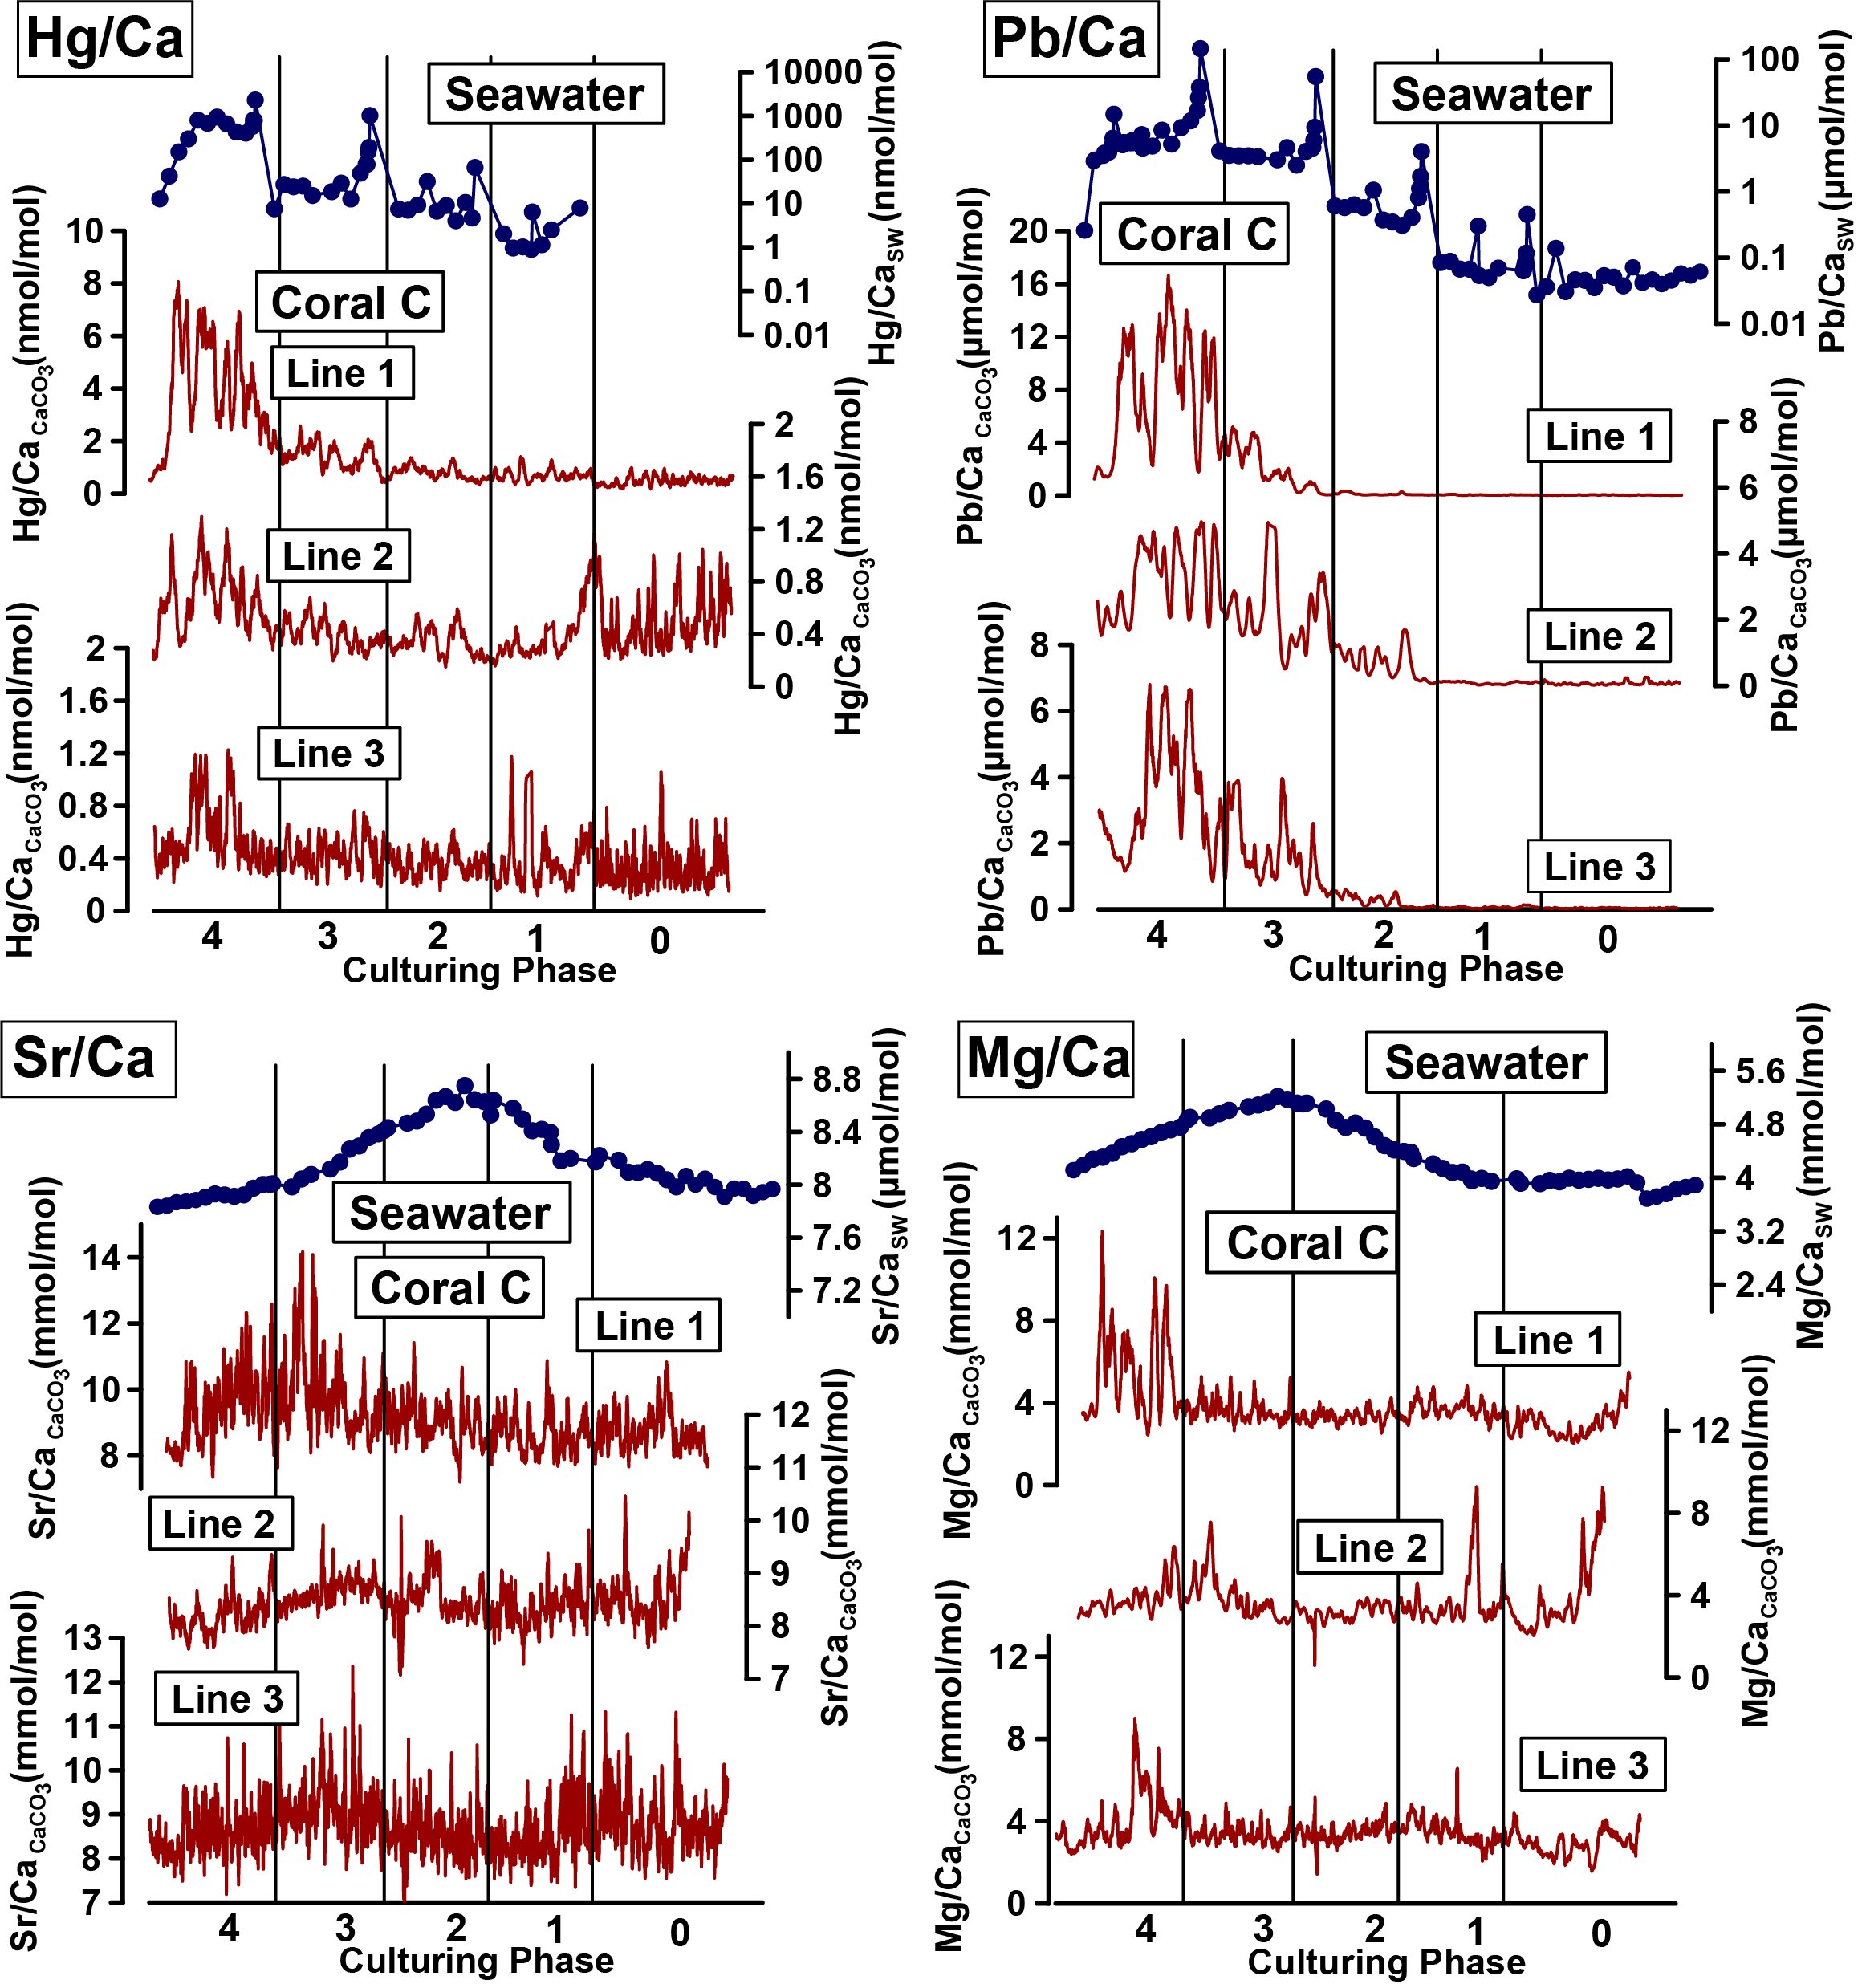 Hg/Ca
Seawater
10000
1000
100
10
1
0.1
0.01
Hg/CaSW (nmol/mol)
Coral C
Line 1
10
8
6
4
2
0
Hg/CaCaCO3(nmol/mol)
Line 2
2
1.6
1.2
0.8
0.4
0
Hg/CaCaCO3(nmol/mol)
Line 3
2
1.6
1.2
0.8
0.4
0
Hg/CaCaCO3(nmol/mol)
4 3 2 1 0
Culturing Phase
Pb/Ca
Seawater
100
10
1
0.1
0.01
Pb/CaSW (µmol/mol)
Coral C
20
16
12
8
4
0
Pb/CaCaCO3(µmol/mol)
Line 1
8
6
4
2
0
Pb/CaCaCO3(µmol/mol)
Line 2
8
6
4
2
0
Pb/CaCaCO3(µmol/mol)
Line 3
4 3 2 1 0
Culturing Phase
Sr/Ca
8.8
8.4
8
7.6
7.2
Sr/CaSW (µmol/mol)
Seawater
Coral C
Line 1
14
12
10
8
Sr/CaCaCO3(mmol/mol)
Line 2
12
11
10
9
8
7
Sr/CaCaCO3(mmol/mol)
Line 3
13
12
11
10
9
8
7
Sr/CaCaCO3(mmol/mol)
4 3 2 1 0
Culturing Phase
Mg/Ca
Seawater
5.6
4.8
4
3.2
2.4
Mg/CaSW (mmol/mol)
Coral C
Line 1
12
8
4
0
Mg/CaCaCO3(mmol/mol)
Line 2
12
8
4
0
Mg/CaCaCO3(mmol/mol)
Line 3
12
8
4
0
Mg/CaCaCO3(mmol/mol)
4 3 2 1 0
Culturing Phase